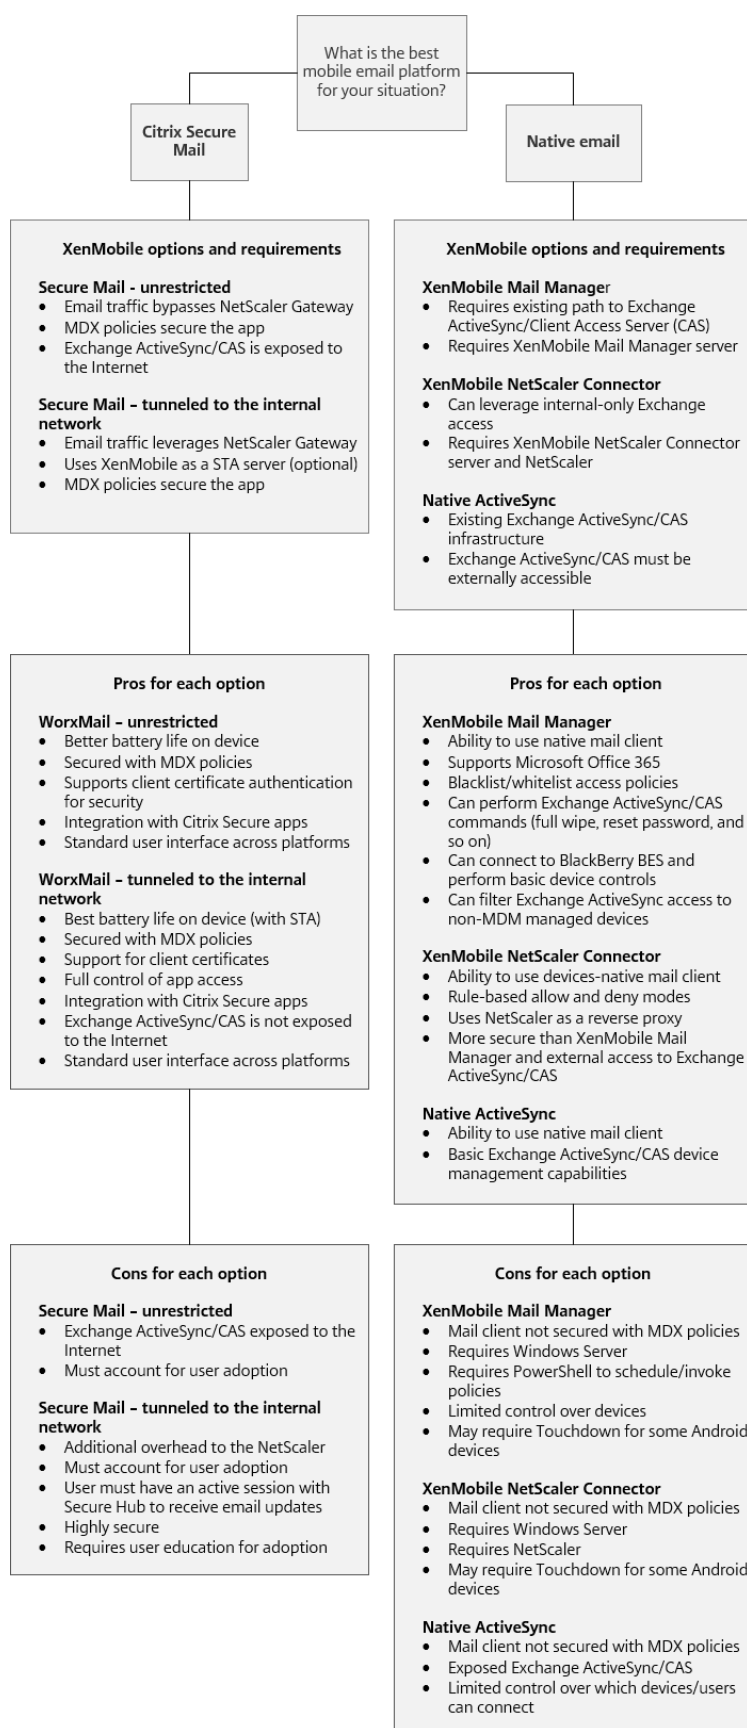 What is the best
mobile email platform
for your situation?
Citrix Secure
Mail
Native email
XenMobile options and requirements
Secure Mail - unrestricted
• Email traffic bypasses NetScaler Gateway
• MDX policies secure the app
• Exchange ActiveSync/CAS is exposed to
the Internet
Secure Mail – tunneled to the internal
network
• Email traffic leverages NetScaler Gateway
• Uses XenMobile as a STA server (optional)
• MDX policies secure the app
XenMobile options and requirements
XenMobile Mail Manager
• Requires existing path to Exchange
ActiveSync/Client Access Server (CAS)
• Requires XenMobile Mail Manager server
XenMobile NetScaler Connector
• Can leverage internal-only Exchange
access
• Requires XenMobile NetScaler Connector
server and NetScaler
Native ActiveSync
• Existing Exchange ActiveSync/CAS
infrastructure
• Exchange ActiveSync/CAS must be
externally accessible
Pros for each option
WorxMail – unrestricted
• Better battery life on device
• Secured with MDX policies
• Supports client certificate authentication
for security
• Integration with Citrix Secure apps
• Standard user interface across platforms
WorxMail – tunneled to the internal
network
• Best battery life on device (with STA)
• Secured with MDX policies
• Support for client certificates
• Full control of app access
• Integration with Citrix Secure apps
• Exchange ActiveSync/CAS is not exposed
to the Internet
• Standard user interface across platforms
Pros for each option
XenMobile Mail Manager
• Ability to use native mail client
• Supports Microsoft Office 365
• Blacklist/whitelist access policies
• Can perform Exchange ActiveSync/CAS
commands (full wipe, reset password, and
so on)
• Can connect to BlackBerry BES and
perform basic device controls
• Can filter Exchange ActiveSync access to
non-MDM managed devices
XenMobile NetScaler Connector
• Ability to use devices-native mail client
• Rule-based allow and deny modes
• Uses NetScaler as a reverse proxy
• More secure than XenMobile Mail
Manager and external access to Exchange
ActiveSync/CAS
Native ActiveSync
• Ability to use native mail client
• Basic Exchange ActiveSync/CAS device
management capabilities
Cons for each option
Secure Mail – unrestricted
• Exchange ActiveSync/CAS exposed to the
Internet
• Must account for user adoption
Secure Mail – tunneled to the internal
network
• Additional overhead to the NetScaler
• Must account for user adoption
• User must have an active session with
Secure Hub to receive email updates
• Highly secure
• Requires user education for adoption
Cons for each option
XenMobile Mail Manager
• Mail client not secured with MDX policies
• Requires Windows Server
• Requires PowerShell to schedule/invoke
policies
• Limited control over devices
• May require Touchdown for some Android
devices
XenMobile NetScaler Connector
• Mail client not secured with MDX policies
• Requires Windows Server
• Requires NetScaler
• May require Touchdown for some Android
devices
Native ActiveSync
• Mail client not secured with MDX policies
• Exposed Exchange ActiveSync/CAS
• Limited control over which devices/users
can connect